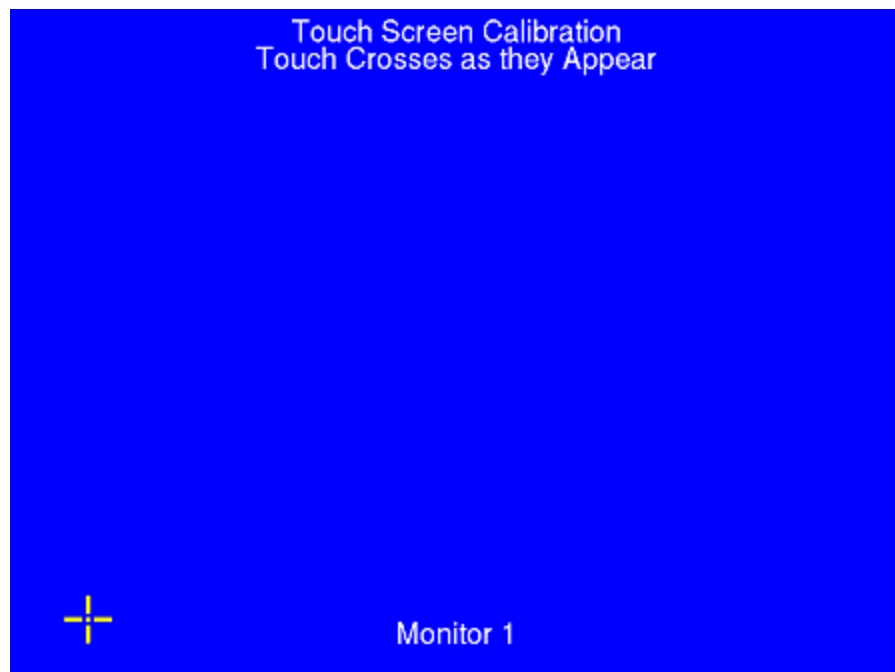 Touch Screen Calibration
Touch Crosses as they Appear
Monitor 1